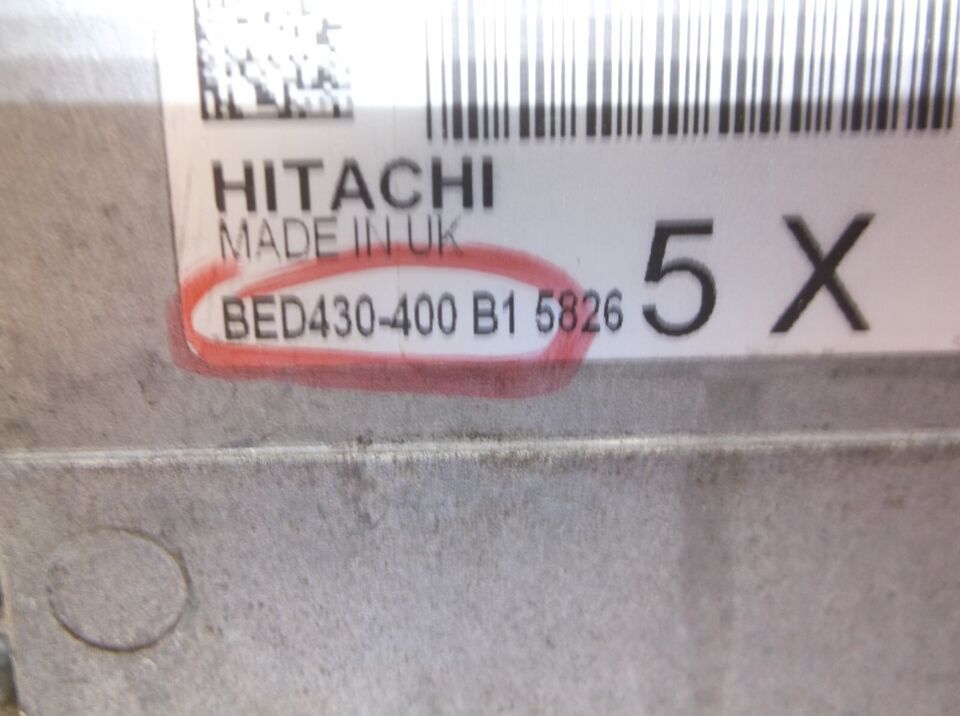 HITACHI
MADE IN UK
BED430-400 B1 5826
5 X